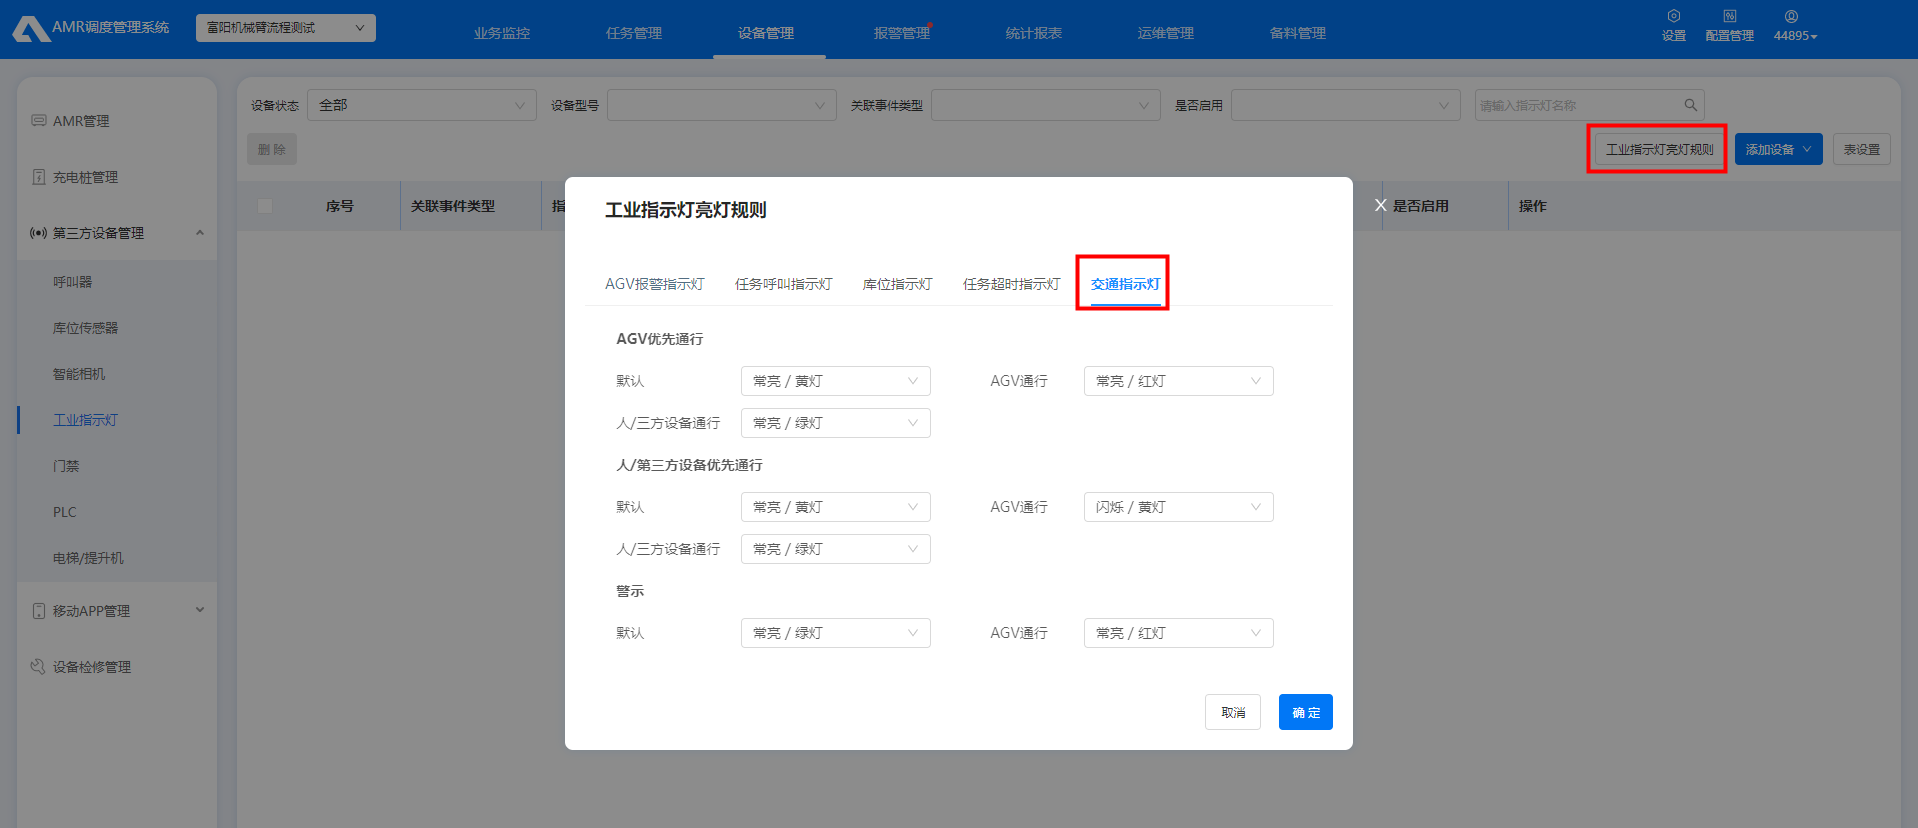 AMR调度管理系统
富阳机械臂流程测试
业务监控
任务管理
设备管理
报警管理
统计报表
运维管理
备料管理
设置
配置管理
44895
AMR管理
充电桩管理
第三方设备管理
呼叫器
库位传感器
智能相机
工业指示灯
门禁
PLC
电梯/提升机
移动APP管理
设备检修管理
设备状态 全部
设备型号
关联事件类型
是否启用
请输入指示灯名称
删 除
工业指示灯亮灯规则
添加设备
表设置
序号
关联事件类型
指
是否启用
操作
工业指示灯亮灯规则
X
AGV报警指示灯
任务呼叫指示灯
库位指示灯
任务超时指示灯
交通指示灯
AGV优先通行
默认 常亮 / 黄灯
AGV通行 常亮 / 红灯
人/三方设备通行 常亮 / 绿灯
人/第三方设备优先通行
默认 常亮 / 黄灯
AGV通行 闪烁 / 黄灯
人/三方设备通行 常亮 / 绿灯
警示
默认 常亮 / 绿灯
AGV通行 常亮 / 红灯
取消
确 定